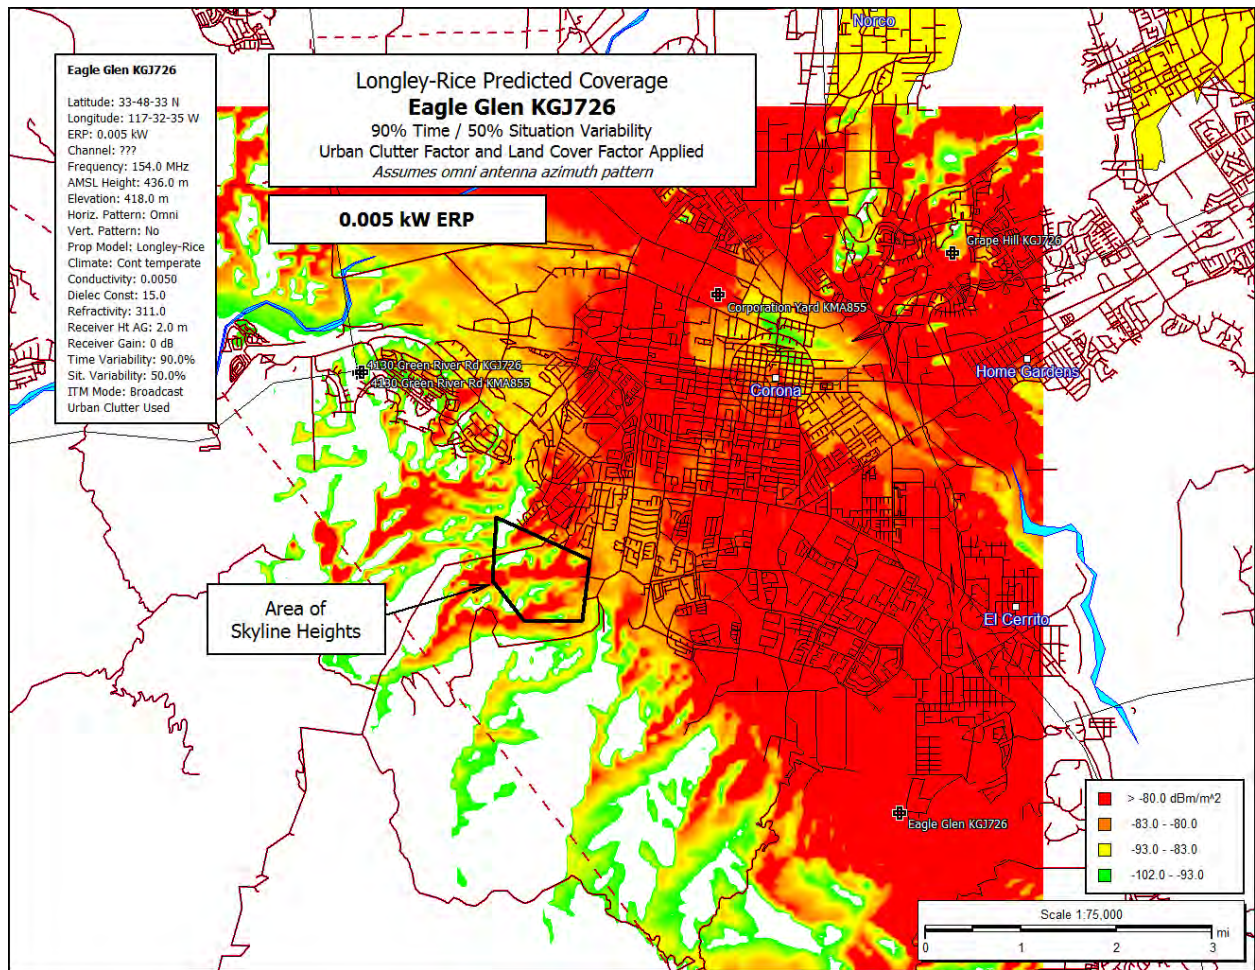 Norco
Eagle Glen KGJ726
Latitude: 33-48-33 N
Longitude: 117-32-35 W
ERP: 0.005 kW
Channel: ???
Frequency: 154.0 MHz
AMSL Height: 436.0 m
Elevation: 418.0 m
Horiz. Pattern: Omni
Vert. Pattern: No
Prop Model: Longley-Rice
Climate: Cont temperate
Conductivity: 0.0050
Dielec Const: 15.0
Refractivity: 311.0
Receiver Ht AG: 2.0 m
Receiver Gain: 0 dB
Time Variability: 90.0%
Sit. Variability: 50.0%
ITM Mode: Broadcast
Urban Clutter Used
Longley-Rice Predicted Coverage
Eagle Glen KGJ726
90% Time / 50% Situation Variability
Urban Clutter Factor and Land Cover Factor Applied
Assumes omni antenna azimuth pattern
0.005 kW ERP
Grape Hill KGJ726
Corporation Yard KMA855
4130 Green River Rd KGJ726
4130 Green River Rd KMA855
Home Gardens
Corona
Area of
Skyline Heights
El Cerrito
Eagle Glen KGJ726
> -80.0 dBm/m^2
-83.0 - -80.0
-93.0 - -83.0
-102.0 - -93.0
Scale 1:75,000
0 1 2 3 mi